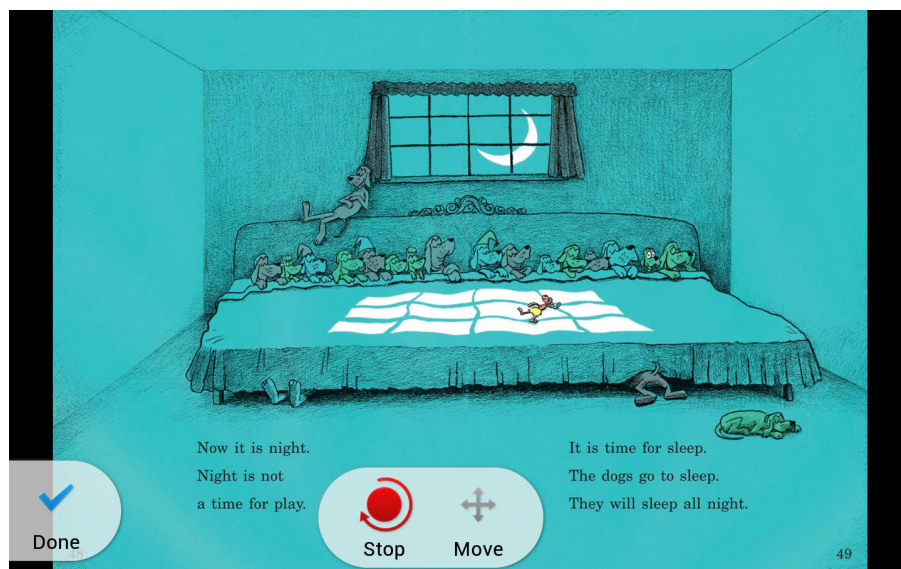 Now it is night.
Night is not
a time for play.
It is time for sleep.
The dogs go to sleep.
They will sleep all night.
48
49
Done
Stop
Move